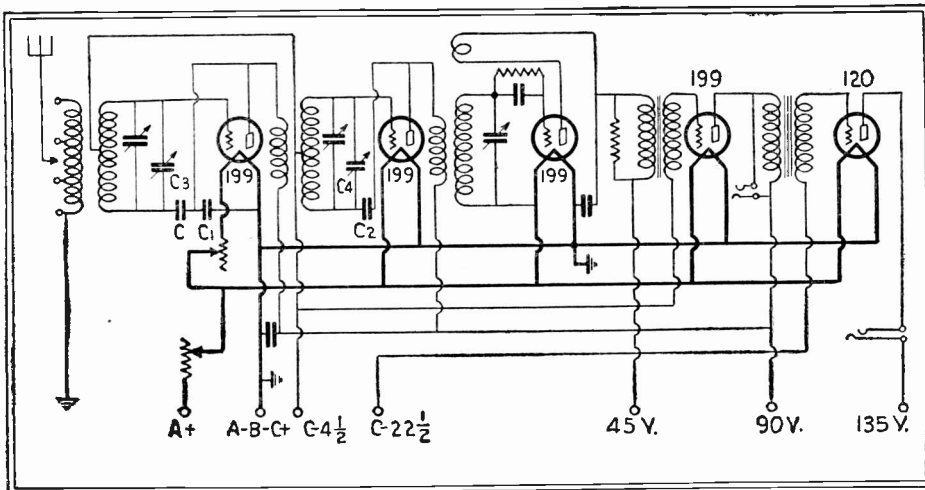 199
120
C3
C4
199
199
199
C
C1
C2
A+
A-B-C+
C-4½
C-22½
45 V.
90 V.
135 V.